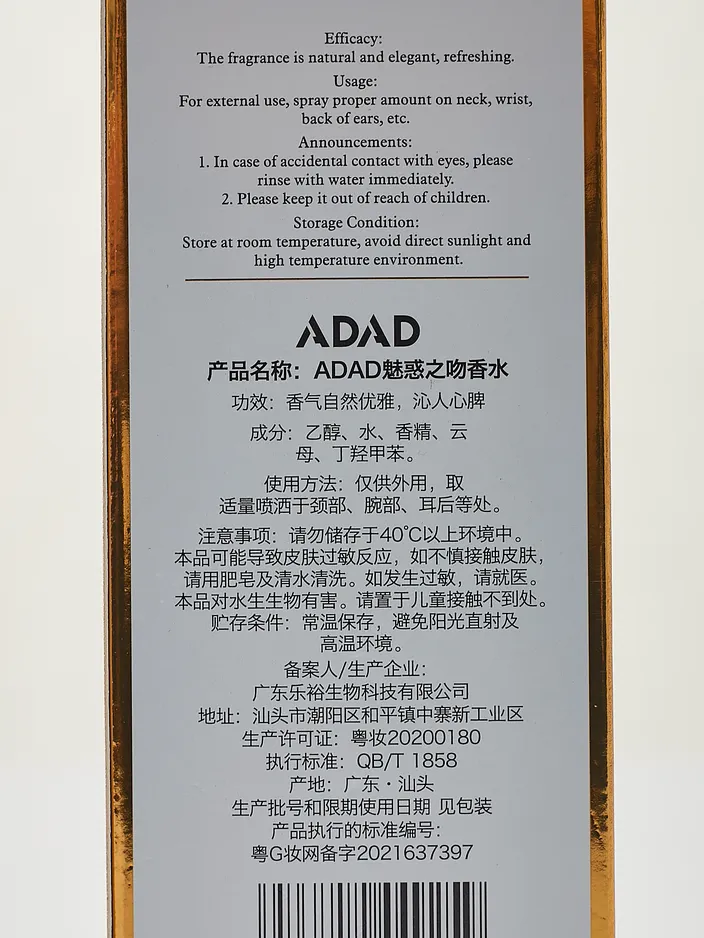 Efficacy:
The fragrance is natural and elegant, refreshing.
Usage:
For external use, spray proper amount on neck, wrist,
back of ears, etc.
Announcements:
1. In case of accidental contact with eyes, please
rinse with water immediately.
2. Please keep it out of reach of children.
Storage Condition:
Store at room temperature, avoid direct sunlight and
high temperature environment.
ADAD
产品名称：ADAD魅惑之吻香水
功效：香气自然优雅，沁人心脾
成分：乙醇、水、香精、云
母、丁羟甲苯。
使用方法：仅供外用，取
适量喷洒于颈部、腕部、耳后等处。
注意事项：请勿储存于40℃以上环境中。
本品可能导致皮肤过敏反应，如不慎接触皮肤，
请用肥皂及清水清洗。如发生过敏，请就医。
本品对水生生物有害。请置于儿童接触不到处。
贮存条件：常温保存，避免阳光直射及
高温环境。
备案人/生产企业：
广东乐裕生物科技有限公司
地址：汕头市潮阳区和平镇中寨新工业区
生产许可证：粤妆20200180
执行标准：QB/T 1858
产地：广东·汕头
生产批号和限期使用日期 见包装
产品执行的标准编号：
粤G妆网备字2021637397